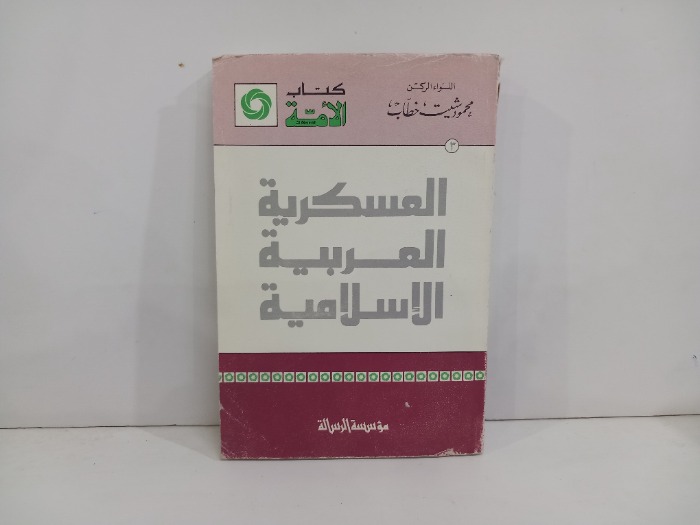 اللواء الركن
محمود شيت خطاب
كتاب
الأمة
٣
العسكرية
العربية
الإسلامية
مؤسسة الرسالة